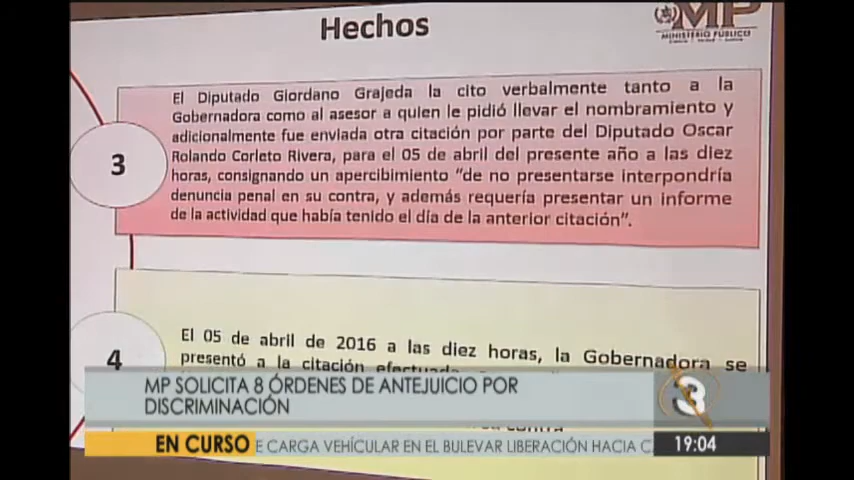 Hechos
MP
MINISTERIO PÚBLICO
3
El Diputado Giordano Grajeda la cito verbalmente tanto a la
Gobernadora como al asesor a quien le pidió llevar el nombramiento y
adicionalmente fue enviada otra citación por parte del Diputado Oscar
Rolando Corleto Rivera, para el 05 de abril del presente año a las diez
horas, consignando un apercibimiento "de no presentarse interpondría
denuncia penal en su contra, y además requería presentar un informe
de la actividad que había tenido el día de la anterior citación".
4
El 05 de abril de 2016 a las diez horas, la Gobernadora se
presentó a la citación
MP SOLICITA 8 ÓRDENES DE ANTEJUICIO POR
DISCRIMINACIÓN
3
EN CURSO
E CARGA VEHÍCULAR EN EL BULEVAR LIBERACIÓN HACIA C
19:04